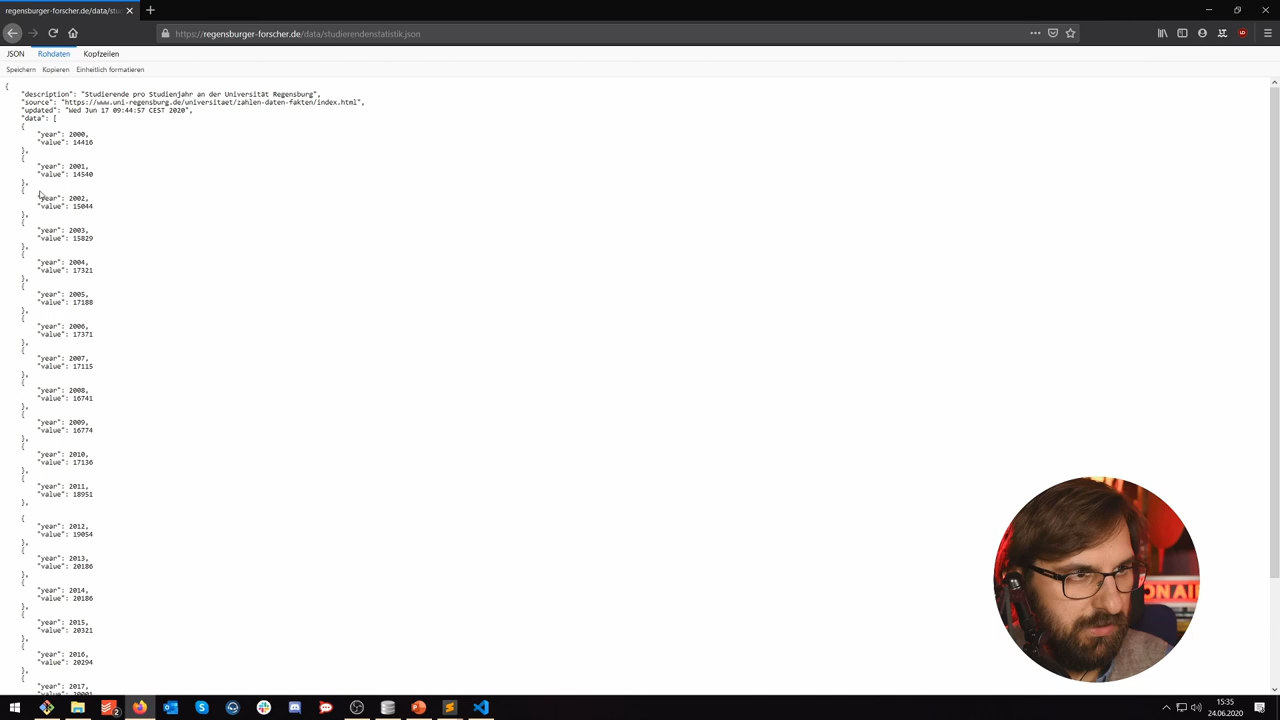 regensburger-forscher.de/data/stu
https://regensburger-forscher.de/data/studierendenstatistik.json
JSON
Rohdaten
Kopfzeilen
Speichern
Kopieren
Einheitlich formatieren
{
"description": "Studierende pro Studienjahr an der Universität Regensburg",
"source": "https://www.uni-regensburg.de/universitaet/zahlen-daten-fakten/index.html",
"updated": "Wed Jun 17 09:44:57 CEST 2020",
"data": [
{
"year": 2000,
"value": 14416
},
{
"year": 2001,
"value": 14540
},
{
"year": 2002,
"value": 15044
},
{
"year": 2003,
"value": 15829
},
{
"year": 2004,
"value": 17321
},
{
"year": 2005,
"value": 17188
},
{
"year": 2006,
"value": 17371
},
{
"year": 2007,
"value": 17115
},
{
"year": 2008,
"value": 16741
},
{
"year": 2009,
"value": 16774
},
{
"year": 2010,
"value": 17136
},
{
"year": 2011,
"value": 18951
},
{
"year": 2012,
"value": 19054
},
{
"year": 2013,
"value": 20186
},
{
"year": 2014,
"value": 20186
},
{
"year": 2015,
"value": 20321
},
{
"year": 2016,
"value": 20294
},
{
"year": 2017,
ON AIR
2
15:35
24.06.2020